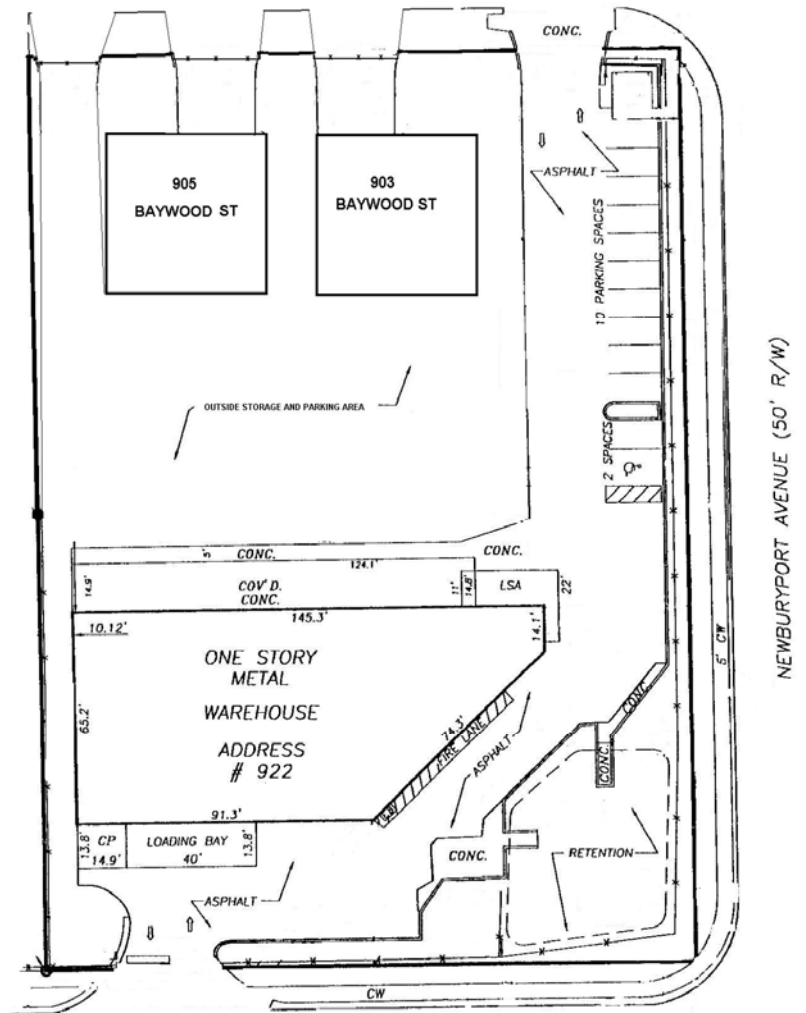 CONC.
905
BAYWOOD ST
903
BAYWOOD ST
ASPHALT
10 PARKING SPACES
NEWBURYPORT AVENUE (50' R/W)
OUTSIDE STORAGE AND PARKING AREA
2 SPACES
5'
CONC.
124.1'
CONC.
14.9'
COV'D.
CONC.
11'
14.8'
LSA
22'
145.3'
14.1'
10.12'
ONE STORY
METAL
WAREHOUSE
ADDRESS
# 922
65.2'
74.3'
FIRE LANE
ASPHALT
CONC.
CONC.
5' CW
91.3'
13.8'
CP
14.9'
LOADING BAY
40'
13.8'
CONC.
RETENTION
ASPHALT
CW